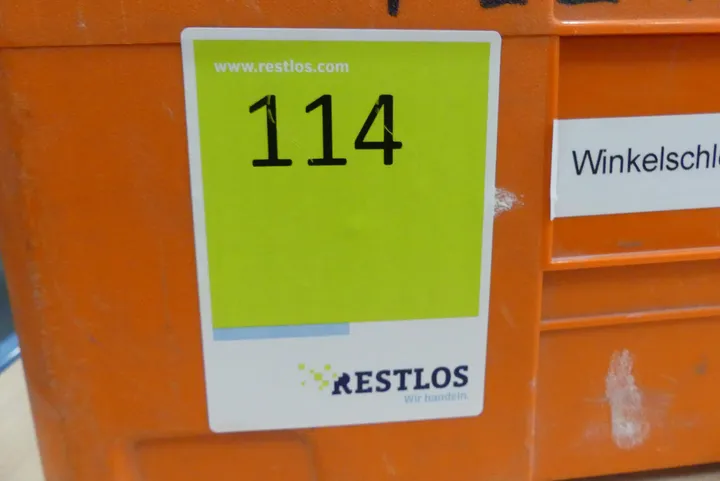 www.restlos.com
114
Winkelschl
RESTLOS
Wir handeln.